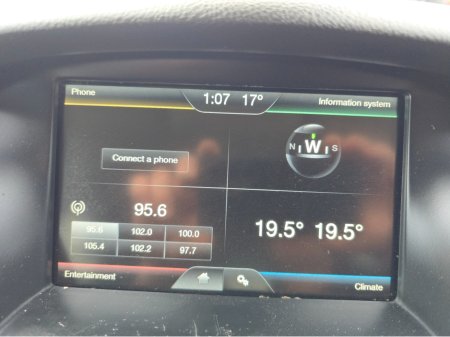 Phone
1:07 17°
Information system
Connect a phone
N W S
95.6
95.6 102.0 100.0
105.4 102.2 97.7
19.5° 19.5°
Entertainment
Climate